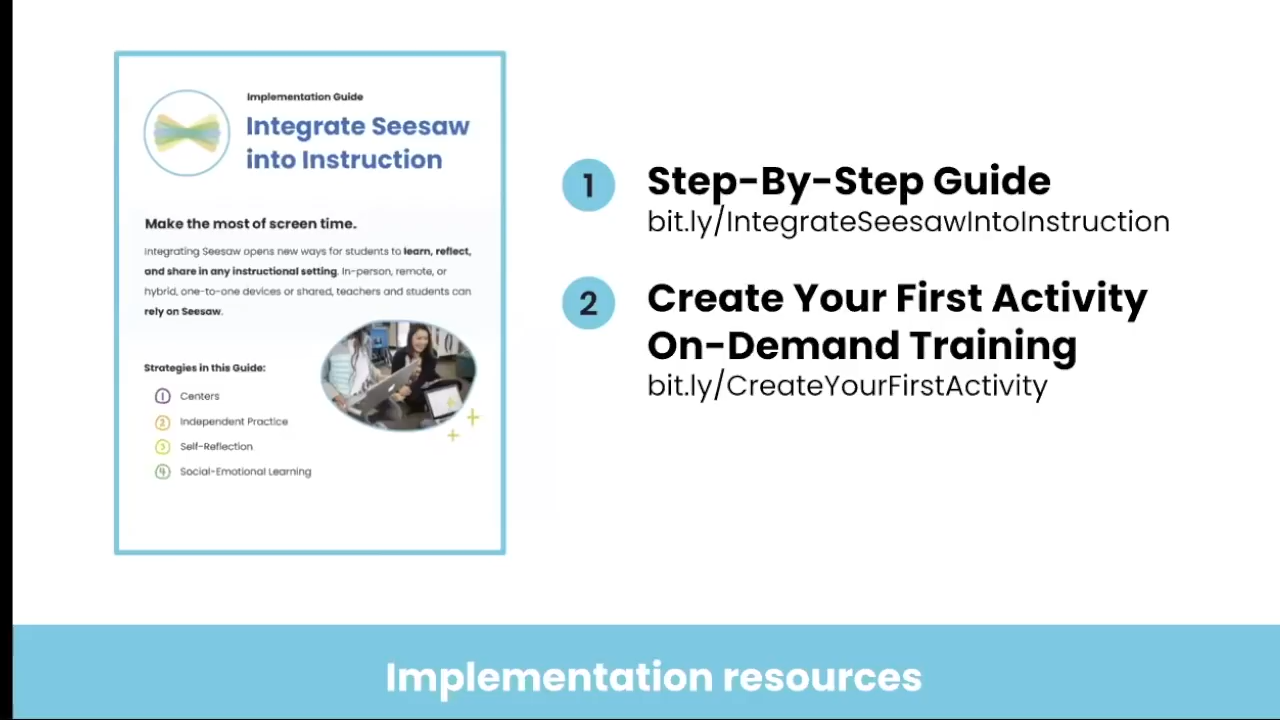 Implementation Guide
Integrate Seesaw
into Instruction
Make the most of screen time.
Integrating Seesaw opens new ways for students to learn, reflect,
and share in any instructional setting. In-person, remote, or
hybrid, one-to-one devices or shared, teachers and students can
rely on Seesaw.
Strategies in this Guide:
1 Centers
2 Independent Practice
3 Self-Reflection
4 Social-Emotional Learning
1 Step-By-Step Guide
bit.ly/IntegrateSeesawIntoInstruction
2 Create Your First Activity
On-Demand Training
bit.ly/CreateYourFirstActivity
Implementation resources